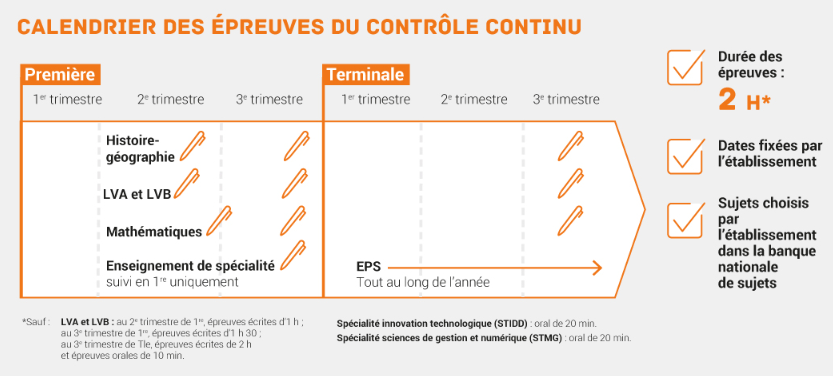 CALENDRIER DES ÉPREUVES DU CONTRÔLE CONTINU
Première
Terminale
1er trimestre
2e trimestre
3e trimestre
1er trimestre
2e trimestre
3e trimestre
Histoire-
géographie
LVA et LVB
Mathématiques
Enseignement de spécialité
suivi en 1re uniquement
EPS
Tout au long de l'année
Durée des
épreuves :
2 H*
Dates fixées par
l'établissement
Sujets choisis
par
l'établissement
dans la banque
nationale
de sujets
*Sauf : LVA et LVB : au 2e trimestre de 1re, épreuves écrites d'1 h ;
au 3e trimestre de 1re, épreuves écrites d'1 h 30 ;
au 3e trimestre de Tle, épreuves écrites de 2 h
et épreuves orales de 10 min.
Spécialité innovation technologique (STIDD) : oral de 20 min.
Spécialité sciences de gestion et numérique (STMG) : oral de 20 min.